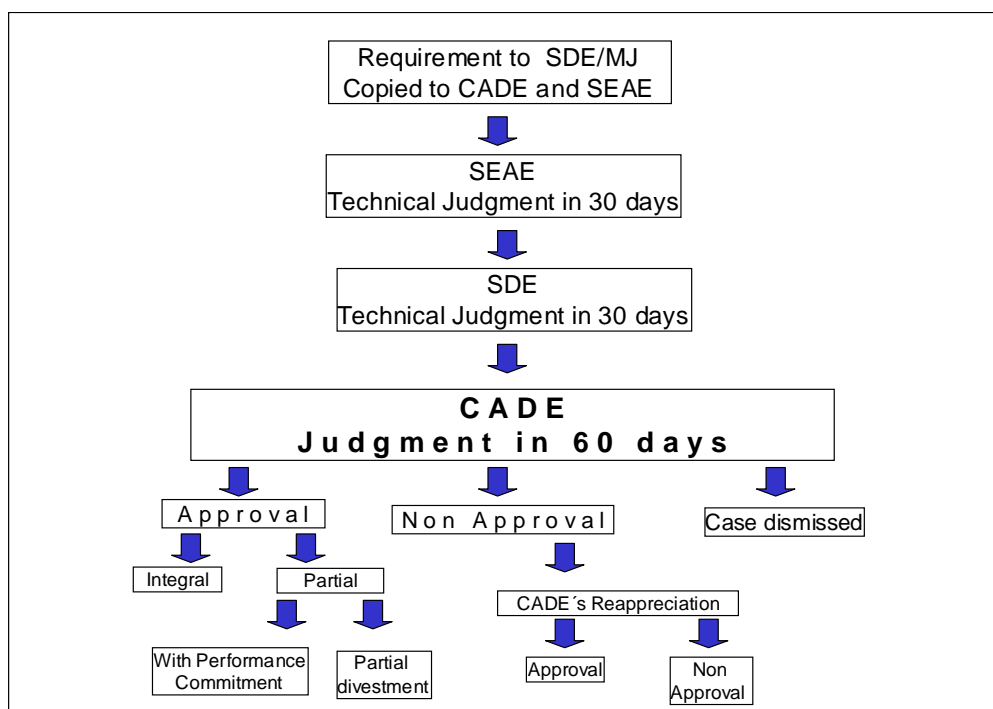 Requirement to SDE/MJ
Copied to CADE and SEAE
SEAE
Technical Judgment in 30 days
SDE
Technical Judgment in 30 days
CADE
Judgment in 60 days
Approval
Non Approval
Case dismissed
Integral
Partial
CADE´s Reappreciation
With Performance
Commitment
Partial
divestment
Approval
Non
Approval